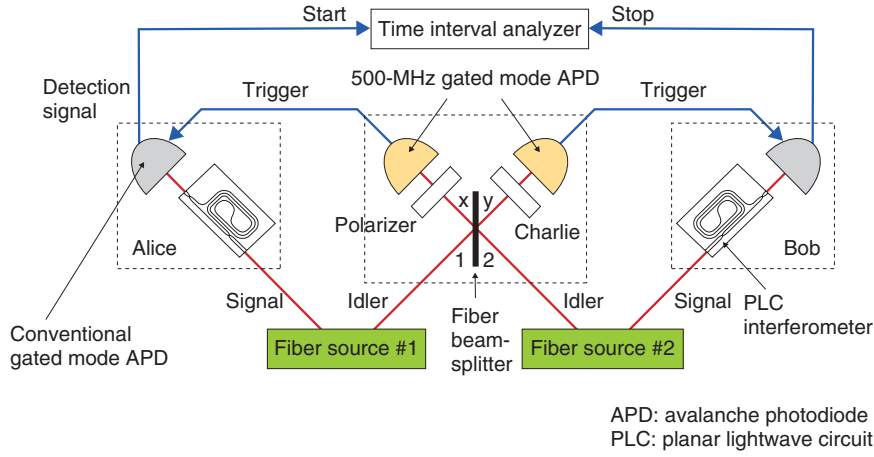 Start
Time interval analyzer
Stop
Detection
signal
Trigger
500-MHz gated mode APD
Trigger
x y
Polarizer
Charlie
1 2
Alice
Bob
Signal
Idler
Fiber
beam-
splitter
Idler
Signal
PLC
interferometer
Conventional
gated mode APD
Fiber source #1
Fiber source #2
APD: avalanche photodiode
PLC: planar lightwave circuit